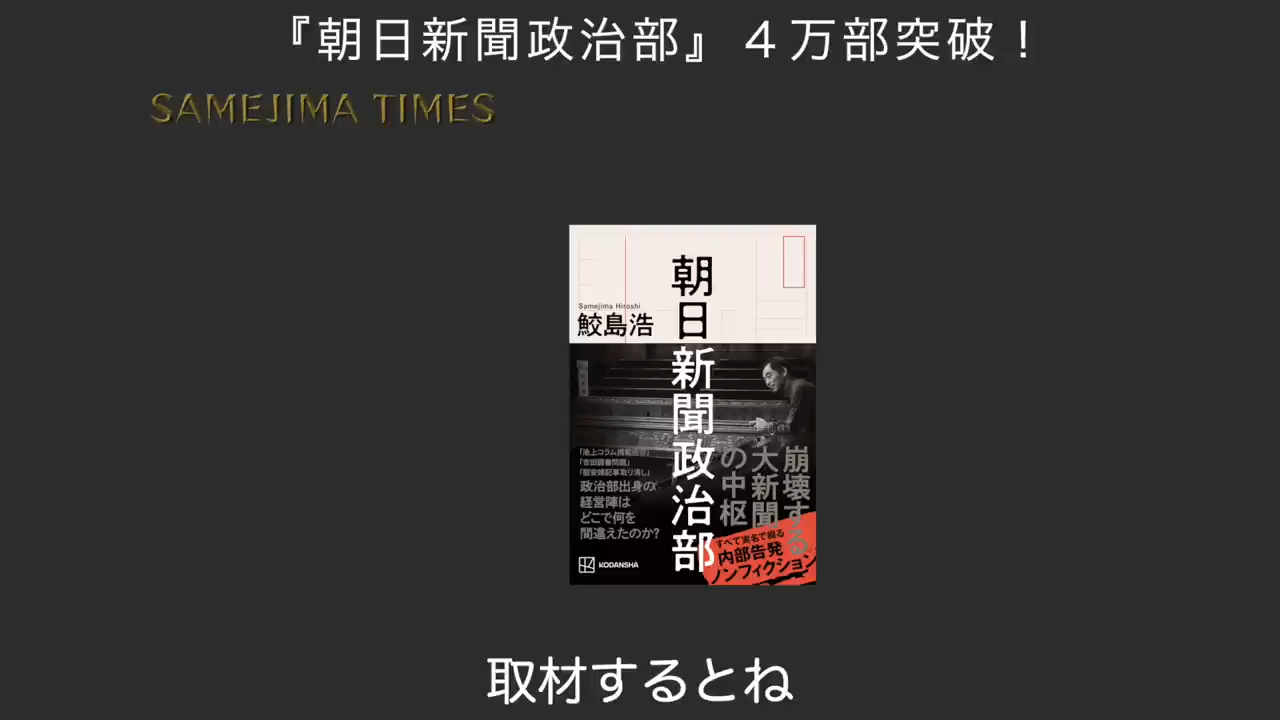 『朝日新聞政治部』４万部突破！
SAMEJIMA TIMES
朝日新聞政治部
Samejima Hiroshi
鮫島浩
崩壊する
大新聞
の中枢
「池上コラム掲載拒否」
「吉田調書問題」
「慰安婦記事取り消し」
政治部出身の
経営陣は
どこで何を
間違えたのか?
すべて実名で綴る
内部告発
ノンフィクション
KODANSHA
取材するとね